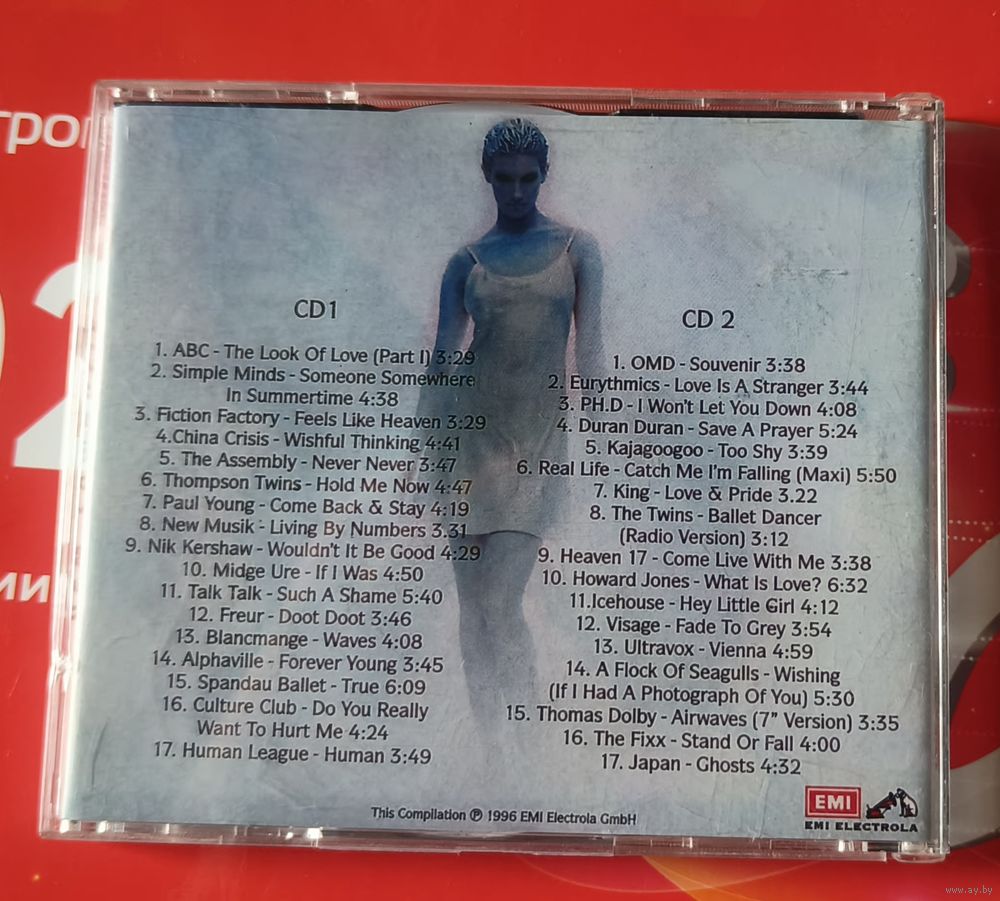 CD1
1. ABC - The Look Of Love (Part I) 3:29
2. Simple Minds - Someone Somewhere
In Summertime 4:38
3. Fiction Factory - Feels Like Heaven 3:29
4.China Crisis - Wishful Thinking 4:41
5. The Assembly - Never Never 3:47
6. Thompson Twins - Hold Me Now 4:47
7. Paul Young - Come Back & Stay 4:19
8. New Musik - Living By Numbers 3.31
9. Nik Kershaw - Wouldn't It Be Good 4:29
10. Midge Ure - If I Was 4:50
11. Talk Talk - Such A Shame 5:40
12. Freur - Doot Doot 3:46
13. Blancmange - Waves 4:08
14. Alphaville - Forever Young 3:45
15. Spandau Ballet - True 6:09
16. Culture Club - Do You Really
Want To Hurt Me 4:24
17. Human League - Human 3:49
CD 2
1. OMD - Souvenir 3:38
2. Eurythmics - Love Is A Stranger 3:44
3. PH.D - I Won't Let You Down 4:08
4. Duran Duran - Save A Prayer 5:24
5. Kajagoogoo - Too Shy 3:39
6. Real Life - Catch Me I'm Falling (Maxi) 5:50
7. King - Love & Pride 3.22
8. The Twins - Ballet Dancer
(Radio Version) 3:12
9. Heaven 17 - Come Live With Me 3:38
10. Howard Jones - What Is Love? 6:32
11.Icehouse - Hey Little Girl 4:12
12. Visage - Fade To Grey 3:54
13. Ultravox - Vienna 4:59
14. A Flock Of Seagulls - Wishing
(If I Had A Photograph Of You) 5:30
15. Thomas Dolby - Airwaves (7” Version) 3:35
16. The Fixx - Stand Or Fall 4:00
17. Japan - Ghosts 4:32
This Compilation ℗ 1996 EMI Electrola GmbH
EMI
EMI ELECTROLA
www.ay.by